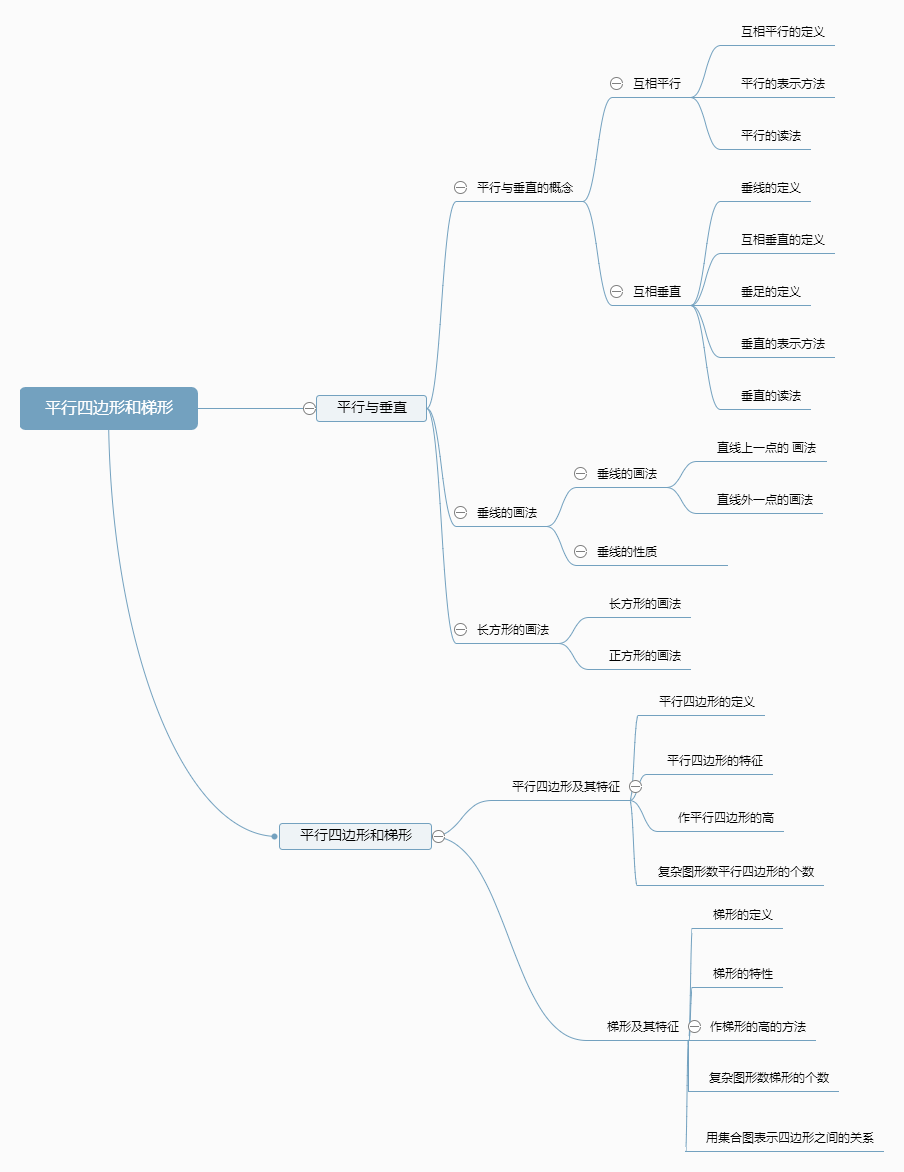 平行四边形和梯形
平行与垂直
平行与垂直的概念
互相平行
互相平行的定义
平行的表示方法
平行的读法
互相垂直
垂线的定义
互相垂直的定义
垂足的定义
垂直的表示方法
垂直的读法
垂线的画法
垂线的画法
直线上一点的 画法
直线外一点的画法
垂线的性质
长方形的画法
长方形的画法
正方形的画法
平行四边形和梯形
平行四边形及其特征
平行四边形的定义
平行四边形的特征
作平行四边形的高
复杂图形数平行四边形的个数
梯形及其特征
梯形的定义
梯形的特性
作梯形的高的方法
复杂图形数梯形的个数
用集合图表示四边形之间的关系